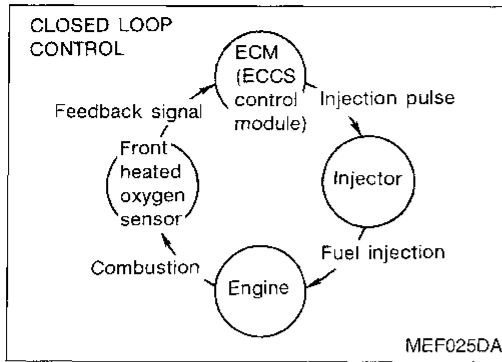 CLOSED LOOP
CONTROL
ECM
(ECCS
control
module)
Injection pulse
Feedback signal
Front
heated
oxygen
sensor
Injector
Fuel injection
Combustion
Engine
MEF025DA